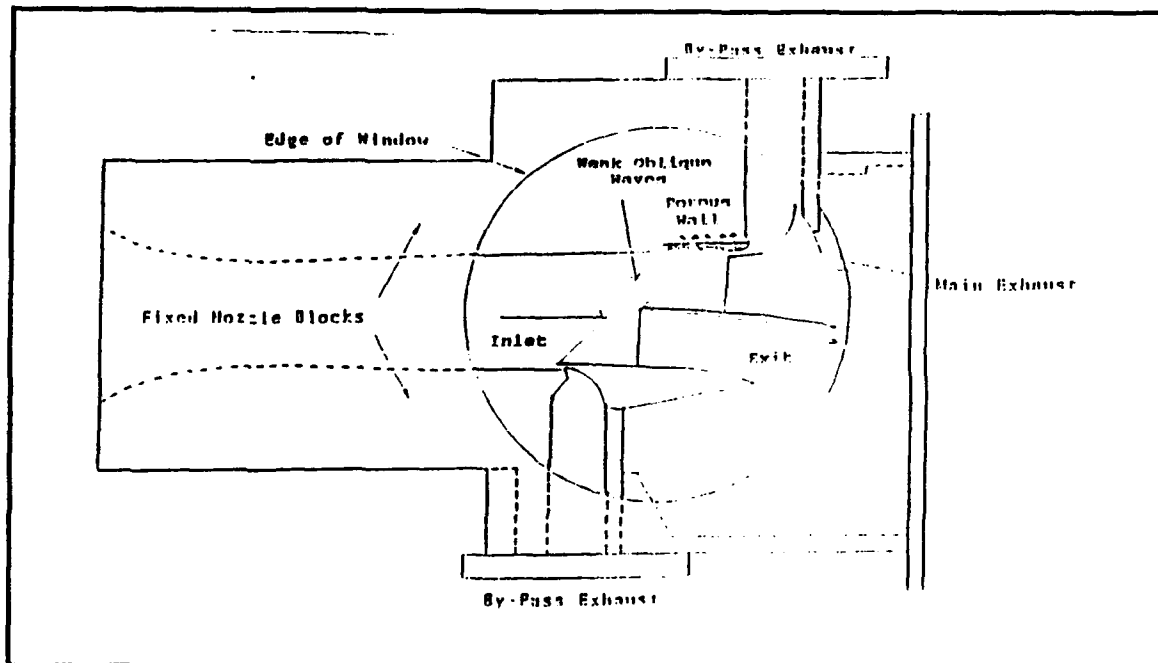 By-Pass Exhaust
Edge of Window
Weak Oblique
Waves
Porous
Wall
Main Exhaust
Fixed Nozzle Blocks
Inlet
Exit
By-Pass Exhaust